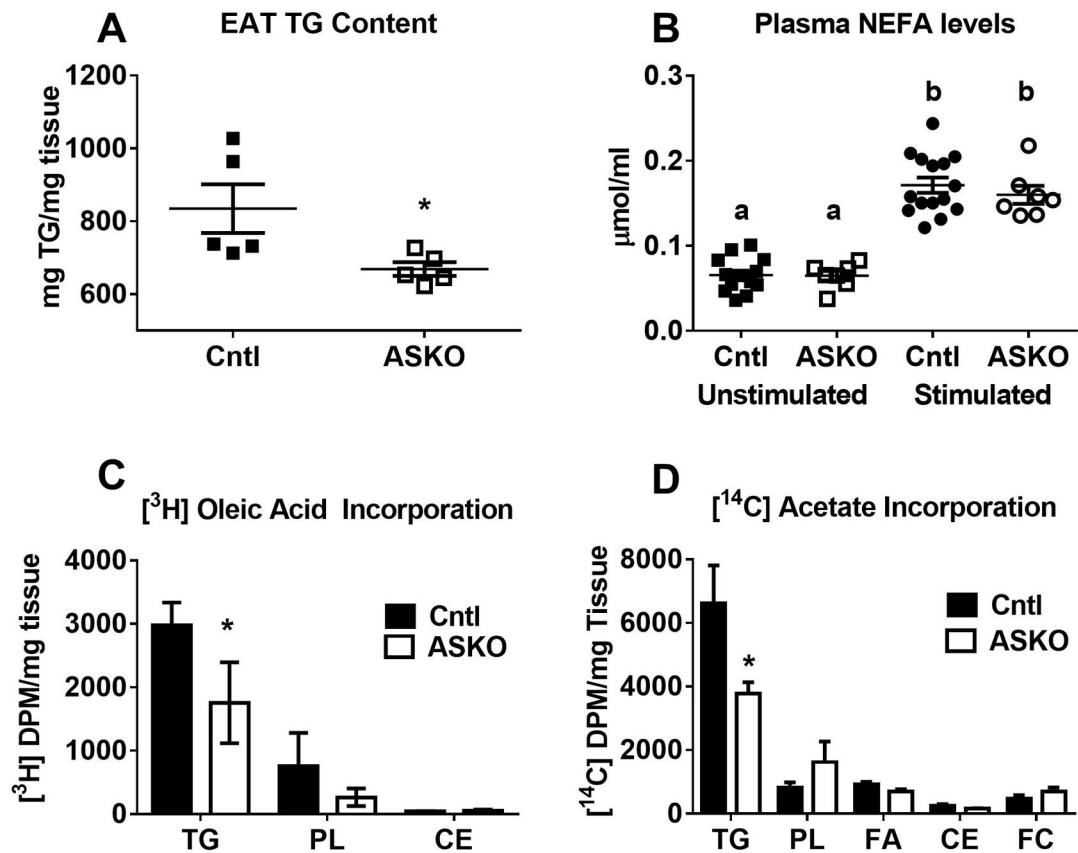 A
EAT TG Content
mg TG/mg tissue
1200
1000
800
600
*
Cntl
ASKO
B
Plasma NEFA levels
μmol/ml
0.3
0.2
0.1
0.0
a
a
b
b
Cntl ASKO Cntl ASKO
Unstimulated Stimulated
C
[³H] Oleic Acid Incorporation
[³H] DPM/mg tissue
4000
3000
2000
1000
0
*
Cntl
ASKO
TG PL CE
D
[¹⁴C] Acetate Incorporation
[¹⁴C] DPM/mg Tissue
8000
6000
4000
2000
0
*
Cntl
ASKO
TG PL FA CE FC